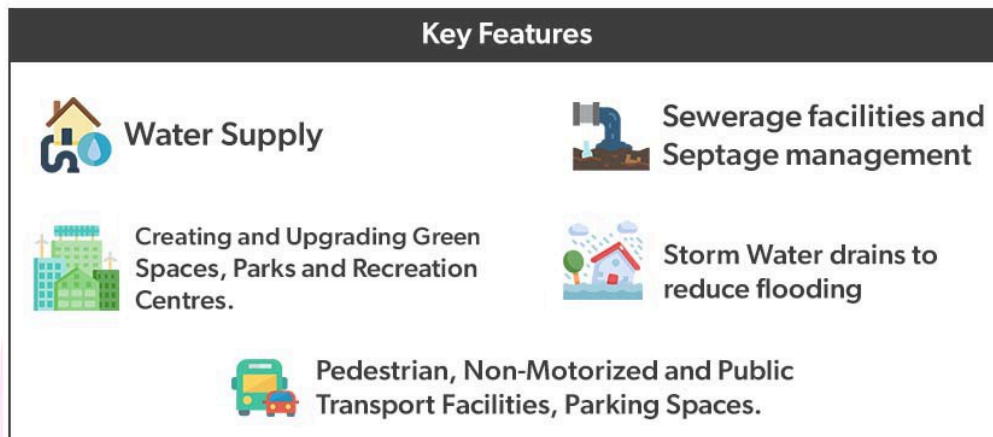 Key Features
Water Supply
Sewerage facilities and
Septage management
Creating and Upgrading Green
Spaces, Parks and Recreation
Centres.
Storm Water drains to
reduce flooding
Pedestrian, Non-Motorized and Public
Transport Facilities, Parking Spaces.